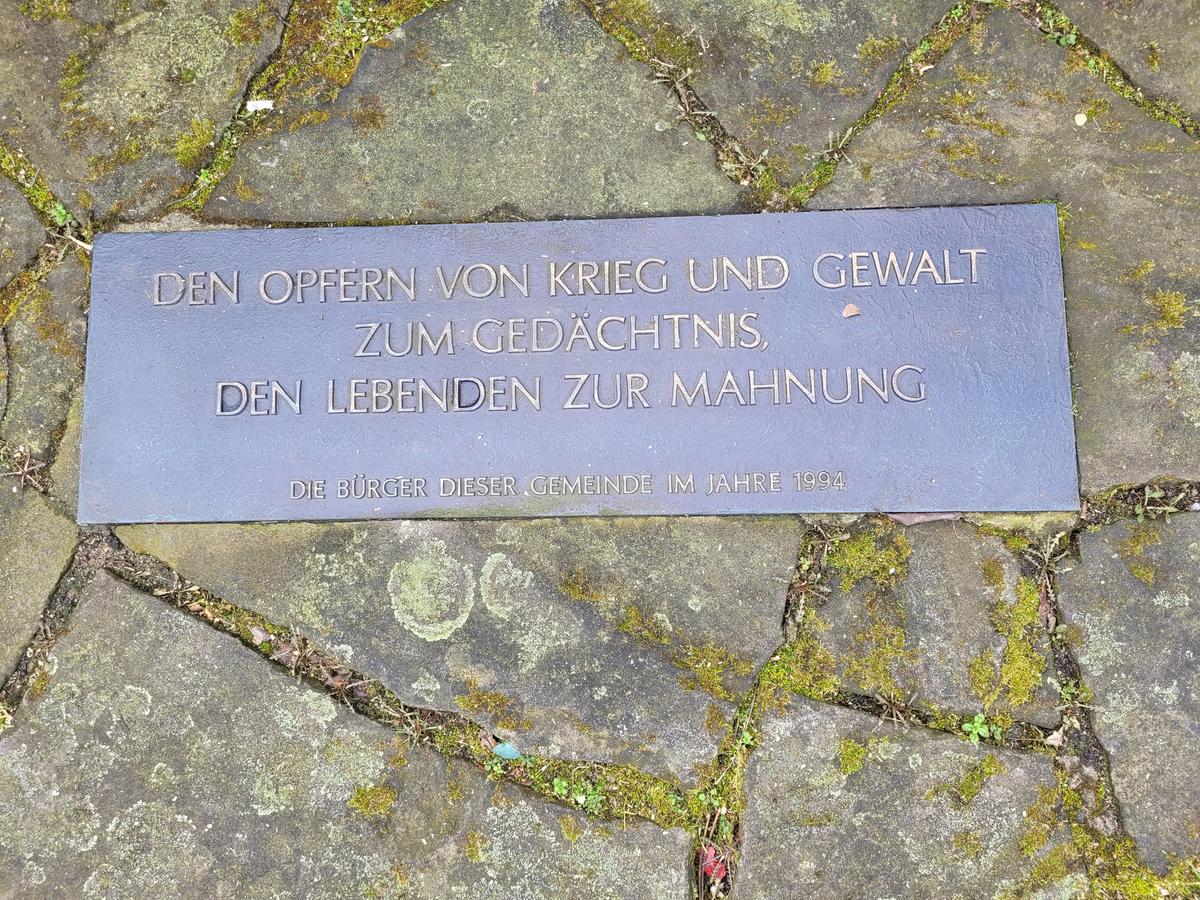 DEN OPFERN VON KRIEG UND GEWALT
ZUM GEDÄCHTNIS,
DEN LEBENDEN ZUR MAHNUNG
DIE BÜRGER DIESER GEMEINDE IM JAHRE 1994